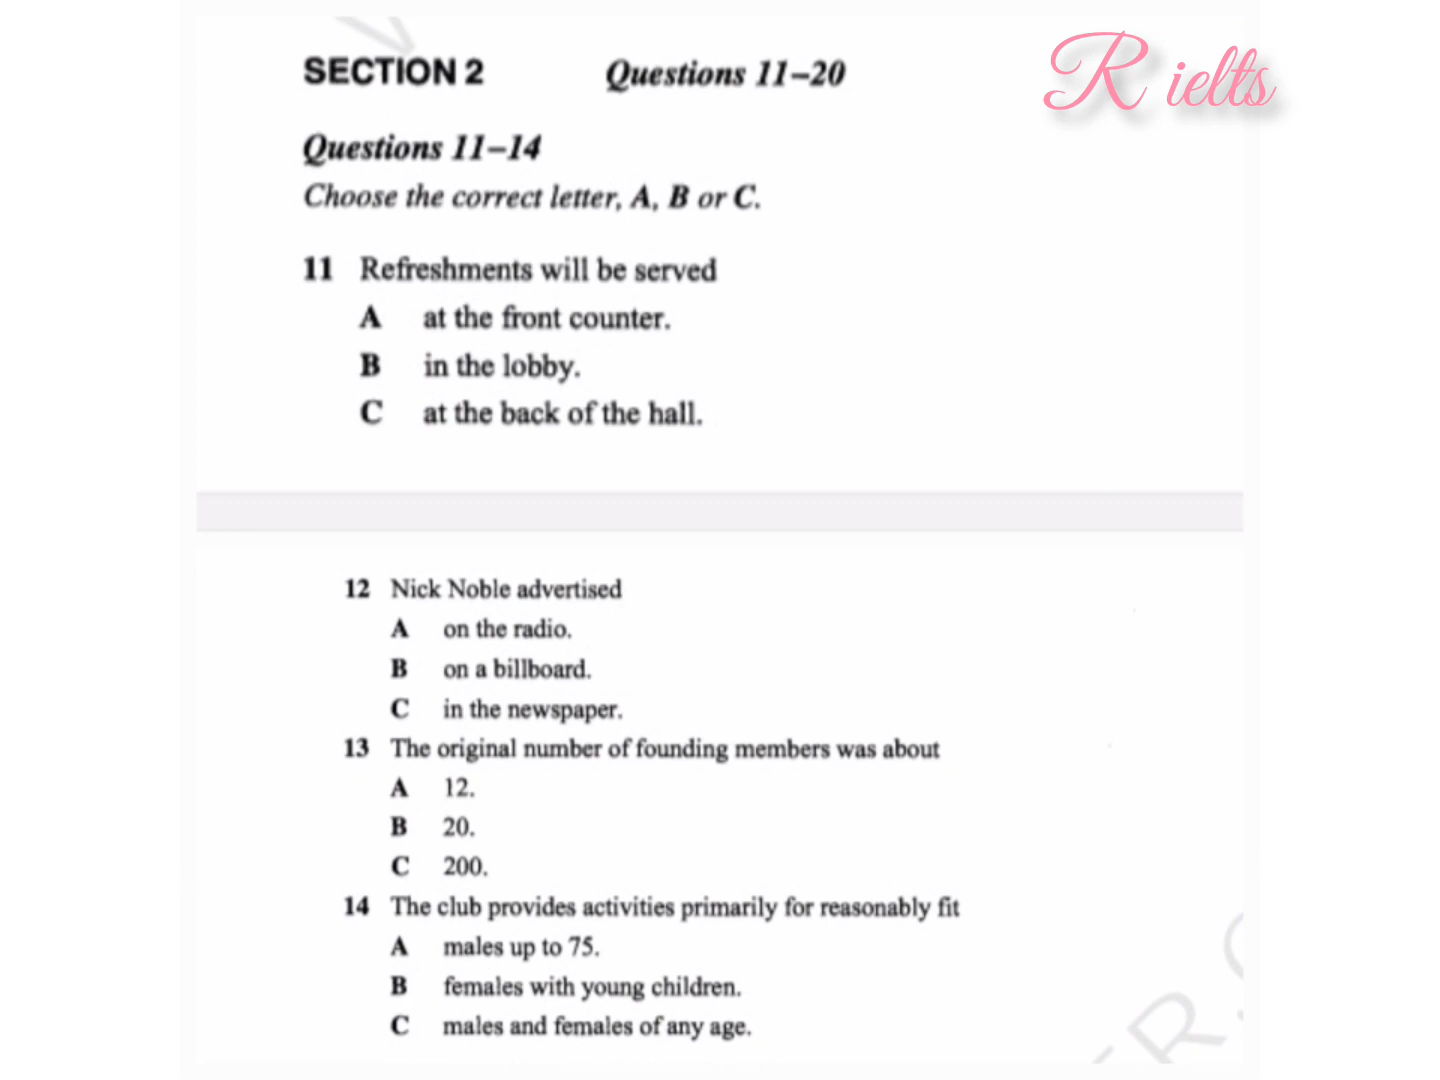 SECTION 2 Questions 11–20
R ielts
Questions 11–14
Choose the correct letter, A, B or C.
11 Refreshments will be served
A at the front counter.
B in the lobby.
C at the back of the hall.
12 Nick Noble advertised
A on the radio.
B on a billboard.
C in the newspaper.
13 The original number of founding members was about
A 12.
B 20.
C 200.
14 The club provides activities primarily for reasonably fit
A males up to 75.
B females with young children.
C males and females of any age.